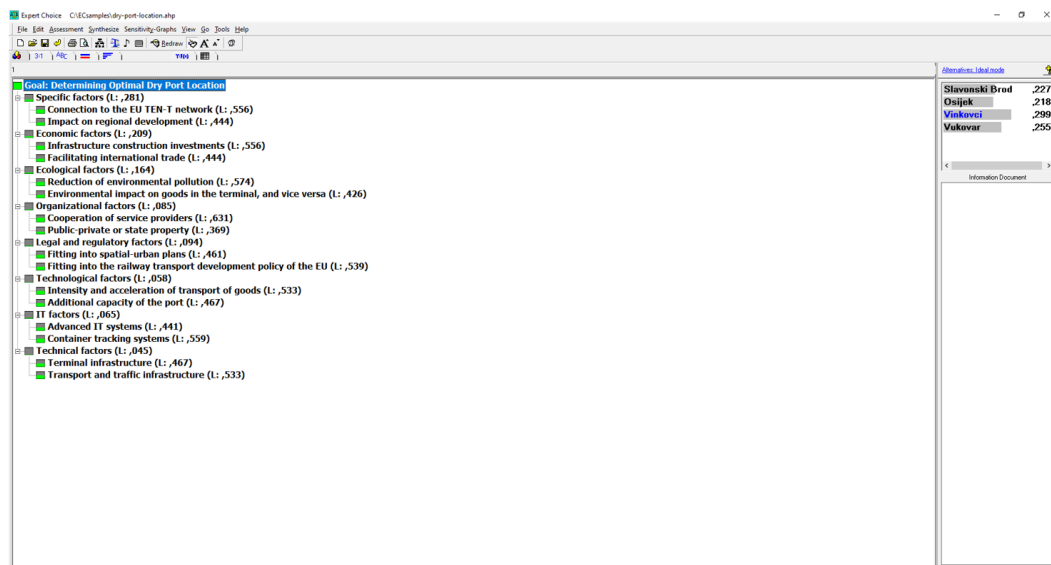 Expert Choice C:\ECsamples\dry-port-location.ahp
File Edit Assessment Synthesize Sensitivity-Graphs View Go Tools Help
Redraw
3:1 ABC
1
Alternatives: Ideal mode
Goal: Determining Optimal Dry Port Location
Specific factors (L: ,281)
Connection to the EU TEN-T network (L: ,556)
Impact on regional development (L: ,444)
Economic factors (L: ,209)
Infrastructure construction investments (L: ,556)
Facilitating international trade (L: ,444)
Ecological factors (L: ,164)
Reduction of environmental pollution (L: ,574)
Environmental impact on goods in the terminal, and vice versa (L: ,426)
Organizational factors (L: ,085)
Cooperation of service providers (L: ,631)
Public-private or state property (L: ,369)
Legal and regulatory factors (L: ,094)
Fitting into spatial-urban plans (L: ,461)
Fitting into the railway transport development policy of the EU (L: ,539)
Technological factors (L: ,058)
Intensity and acceleration of transport of goods (L: ,533)
Additional capacity of the port (L: ,467)
IT factors (L: ,065)
Advanced IT systems (L: ,441)
Container tracking systems (L: ,559)
Technical factors (L: ,045)
Terminal infrastructure (L: ,467)
Transport and traffic infrastructure (L: ,533)
Slavonski Brod ,227
Osijek ,218
Vinkovci ,299
Vukovar ,255
Information Document